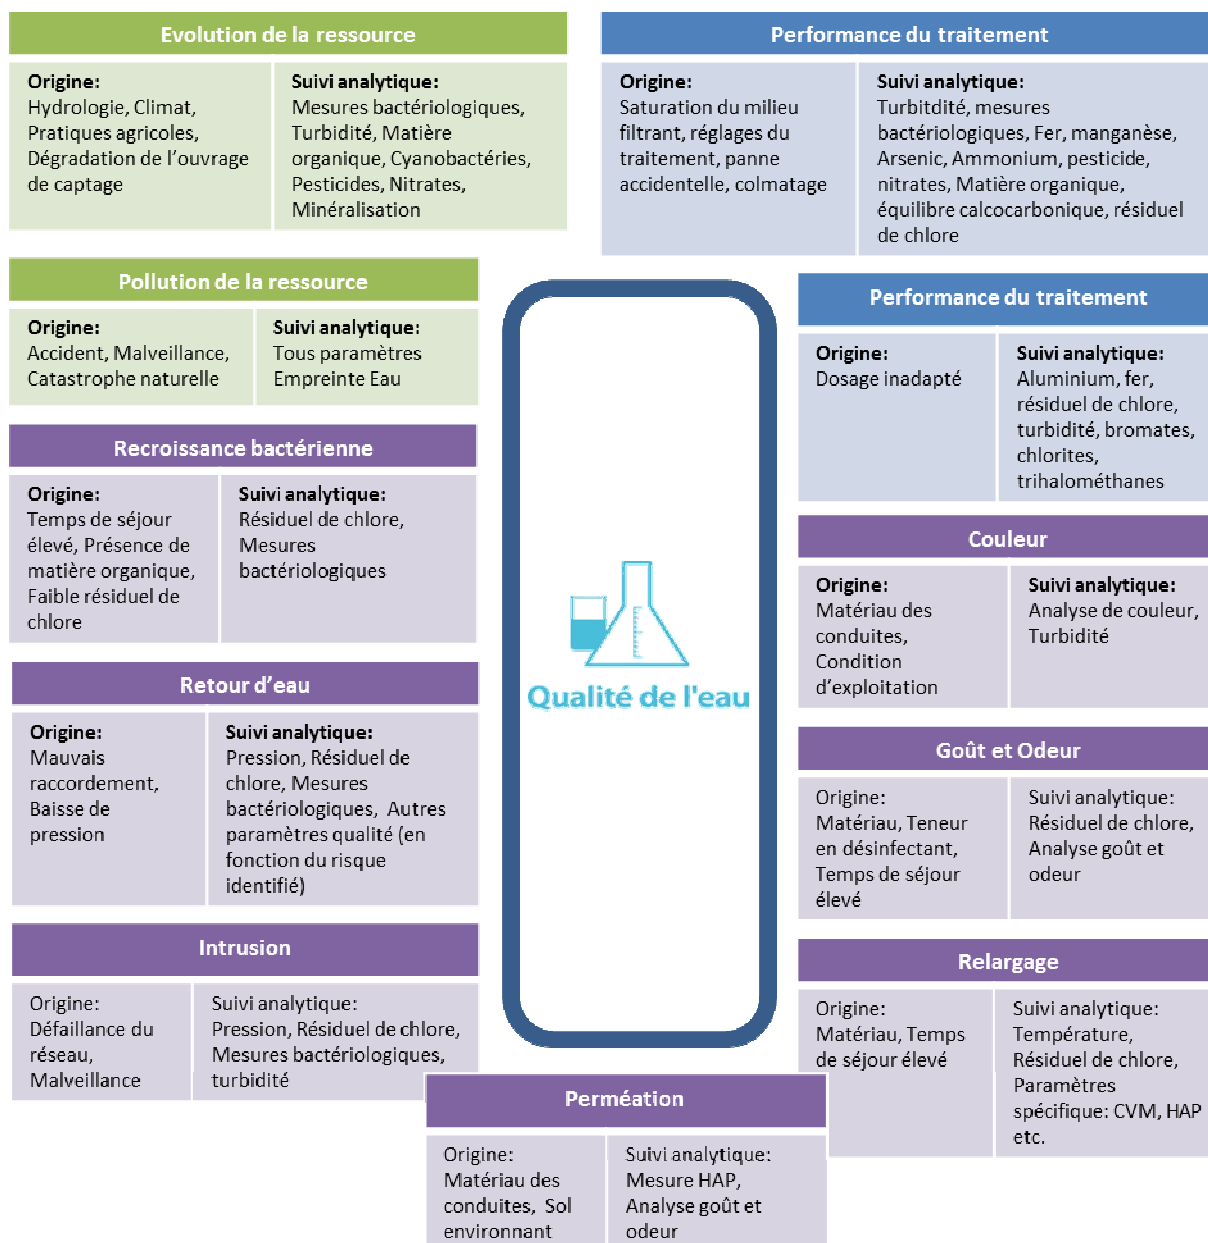 Evolution de la ressource
Origine:
Hydrologie, Climat,
Pratiques agricoles,
Dégradation de l’ouvrage
de captage
Suivi analytique:
Mesures bactériologiques,
Turbidité, Matière
organique, Cyanobactéries,
Pesticides, Nitrates,
Minéralisation
Performance du traitement
Origine:
Saturation du milieu
filtrant, réglages du
traitement, panne
accidentelle, colmatage
Suivi analytique:
Turbitdité, mesures
bactériologiques, Fer, manganèse,
Arsenic, Ammonium, pesticide,
nitrates, Matière organique,
équilibre calcocarbonique, résiduel
de chlore
Pollution de la ressource
Origine:
Accident, Malveillance,
Catastrophe naturelle
Suivi analytique:
Tous paramètres
Empreinte Eau
Performance du traitement
Origine:
Dosage inadapté
Suivi analytique:
Aluminium, fer,
résiduel de chlore,
turbidité, bromates,
chlorites,
trihalométhanes
Recroissance bactérienne
Origine:
Temps de séjour
élevé, Présence de
matière organique,
Faible résiduel de
chlore
Suivi analytique:
Résiduel de chlore,
Mesures
bactériologiques
Couleur
Origine:
Matériau des
conduites,
Condition
d’exploitation
Suivi analytique:
Analyse de couleur,
Turbidité
Qualité de l'eau
Retour d’eau
Origine:
Mauvais
raccordement,
Baisse de
pression
Suivi analytique:
Pression, Résiduel de
chlore, Mesures
bactériologiques, Autres
paramètres qualité (en
fonction du risque
identifié)
Goût et Odeur
Origine:
Matériau, Teneur
en désinfectant,
Temps de séjour
élevé
Suivi analytique:
Résiduel de chlore,
Analyse goût et
odeur
Intrusion
Origine:
Défaillance du
réseau,
Malveillance
Suivi analytique:
Pression, Résiduel de chlore,
Mesures bactériologiques,
turbidité
Relargage
Origine:
Matériau, Temps
de séjour élevé
Suivi analytique:
Température,
Résiduel de chlore,
Paramètres
spécifique: CVM, HAP
etc.
Perméation
Origine:
Matériau des
conduites, Sol
environnant
Suivi analytique:
Mesure HAP,
Analyse goût et
odeur